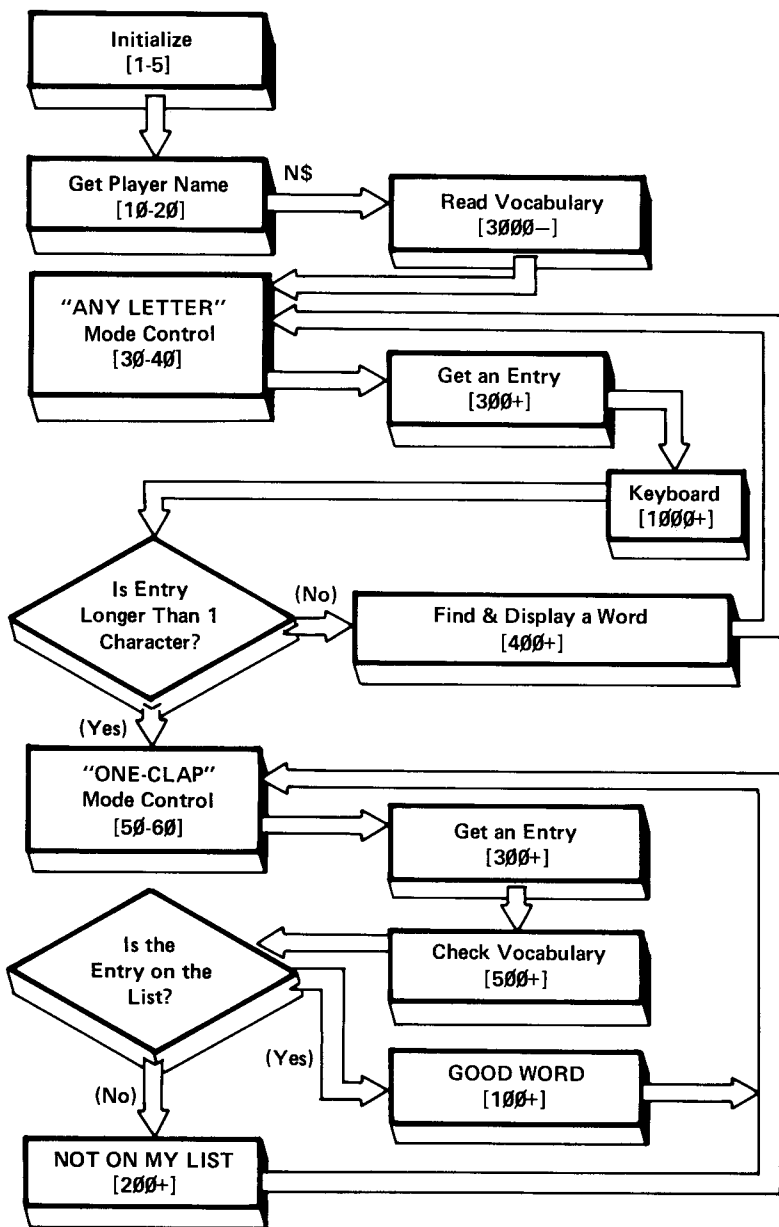 Initialize
[1-5]
Get Player Name
[1Ø-2Ø]
N$
Read Vocabulary
[3ØØØ—]
"ANY LETTER"
Mode Control
[3Ø-4Ø]
Get an Entry
[3ØØ+]
Keyboard
[1ØØØ+]
Is Entry
Longer Than 1
Character?
(No)
Find & Display a Word
[4ØØ+]
(Yes)
"ONE-CLAP"
Mode Control
[5Ø-6Ø]
Get an Entry
[3ØØ+]
Is the
Entry on the
List?
Check Vocabulary
[5ØØ+]
(Yes)
GOOD WORD
[1ØØ+]
(No)
NOT ON MY LIST
[2ØØ+]